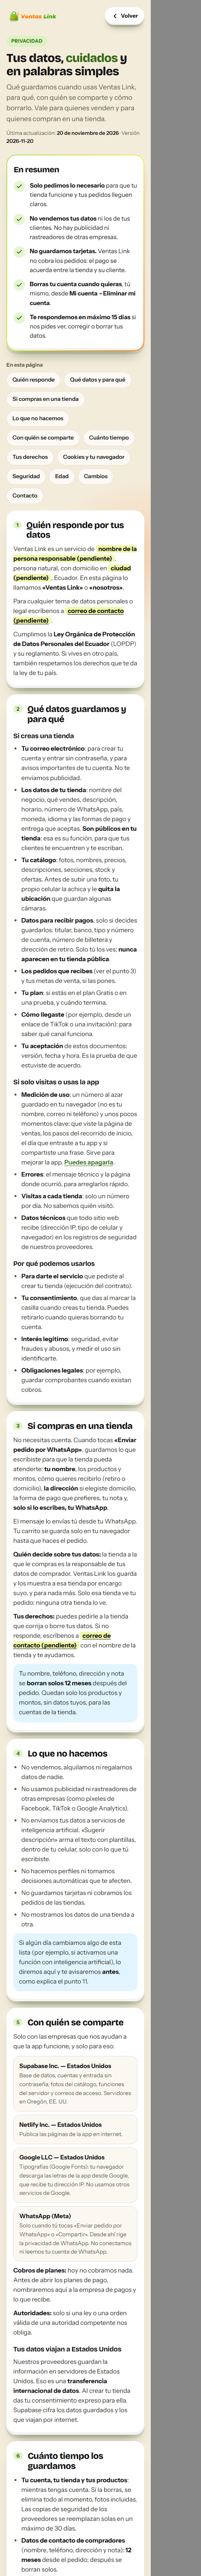 Ventas Link
‹ Volver
PRIVACIDAD
Tus datos, cuidados y
en palabras simples
Qué guardamos cuando usas Ventas Link,
para qué, con quién se comparte y cómo
borrarlo. Vale para quienes venden y para
quienes compran en una tienda.
Última actualización: 20 de noviembre de 2026 · Versión
2026-11-20
En resumen
Solo pedimos lo necesario para que tu
tienda funcione y tus pedidos lleguen
claros.
No vendemos tus datos ni los de tus
clientes. No hay publicidad ni
rastreadores de otras empresas.
No guardamos tarjetas. Ventas Link
no cobra los pedidos: el pago se
acuerda entre la tienda y su cliente.
Borras tu cuenta cuando quieras, tú
mismo, desde Mi cuenta → Eliminar mi
cuenta.
Te respondemos en máximo 15 días si
nos pides ver, corregir o borrar tus
datos.
En esta página
Quién responde
Qué datos y para qué
Si compras en una tienda
Lo que no hacemos
Con quién se comparte
Cuánto tiempo
Tus derechos
Cookies y tu navegador
Seguridad
Edad
Cambios
Contacto
1 Quién responde por tus
datos
Ventas Link es un servicio de nombre de la
persona responsable (pendiente),
persona natural, con domicilio en ciudad
(pendiente), Ecuador. En esta página lo
llamamos «Ventas Link» o «nosotros».
Para cualquier tema de datos personales o
legal escríbenos a correo de contacto
(pendiente).
Cumplimos la Ley Orgánica de Protección
de Datos Personales del Ecuador (LOPDP)
y su reglamento. Si vives en otro país,
también respetamos los derechos que te da
la ley de tu país.
2 Qué datos guardamos y
para qué
Si creas una tienda
Tu correo electrónico: para crear tu
cuenta y entrar sin contraseña, y para
avisos importantes de tu cuenta. No te
enviamos publicidad.
Los datos de tu tienda: nombre del
negocio, qué vendes, descripción,
horario, número de WhatsApp, país,
moneda, idioma y las formas de pago y
entrega que aceptas. Son públicos en tu
tienda: esa es su función, para que tus
clientes te encuentren y te escriban.
Tu catálogo: fotos, nombres, precios,
descripciones, secciones, stock y
ofertas. Antes de subir una foto, tu
propio celular la achica y le quita la
ubicación que guardan algunas
cámaras.
Datos para recibir pagos, solo si decides
guardarlos: titular, banco, tipo y número
de cuenta, número de billetera y
dirección de retiro. Solo tú los ves; nunca
aparecen en tu tienda pública.
Los pedidos que recibes (ver el punto 3)
y tus metas de venta, si las pones.
Tu plan: si estás en el plan Gratis o en
una prueba, y cuándo termina.
Cómo llegaste (por ejemplo, desde un
enlace de TikTok o una invitación): para
saber qué canal funciona.
Tu aceptación de estos documentos:
versión, fecha y hora. Es la prueba de que
estuviste de acuerdo.
Si solo visitas o usas la app
Medición de uso: un número al azar
guardado en tu navegador (no es tu
nombre, correo ni teléfono) y unos pocos
momentos clave: que viste la página de
ventas, los pasos del recorrido de inicio,
el día que entraste a tu app y si
compartiste una frase. Sirve para
mejorar la app. Puedes apagarla.
Errores: el mensaje técnico y la página
donde ocurrió, para arreglarlos rápido.
Visitas a cada tienda: solo un número
por día. No sabemos quién visitó.
Datos técnicos que todo sitio web
recibe (dirección IP, tipo de celular y
navegador) en los registros de seguridad
de nuestros proveedores.
Por qué podemos usarlos
Para darte el servicio que pediste al
crear tu tienda (ejecución del contrato).
Tu consentimiento, que das al marcar la
casilla cuando creas tu tienda. Puedes
retirarlo cuando quieras borrando tu
cuenta.
Interés legítimo: seguridad, evitar
fraudes y abusos, y medir el uso sin
identificarte.
Obligaciones legales: por ejemplo,
guardar comprobantes cuando existan
cobros.
3 Si compras en una tienda
No necesitas cuenta. Cuando tocas «Enviar
pedido por WhatsApp», guardamos lo que
escribiste para que la tienda pueda
atenderte: tu nombre, los productos y
montos, cómo quieres recibirlo (retiro o
domicilio), la dirección si elegiste domicilio,
la forma de pago que prefieres, tu nota y,
solo si lo escribes, tu WhatsApp.
El mensaje lo envías tú desde tu WhatsApp.
Tu carrito se guarda solo en tu navegador
hasta que haces el pedido.
Quién decide sobre tus datos: la tienda a la
que le compras es la responsable de tus
datos de comprador. Ventas Link los guarda
y los muestra a esa tienda por encargo
suyo, y para nada más. Solo esa tienda ve tu
pedido; ninguna otra tienda lo ve.
Tus derechos: puedes pedirle a la tienda
que corrija o borre tus datos. Si no
responde, escríbenos a correo de
contacto (pendiente) con el nombre de la
tienda y te ayudamos.
Tu nombre, teléfono, dirección y nota
se borran solos 12 meses después del
pedido. Quedan solo los productos y
montos, sin datos tuyos, para las
cuentas de la tienda.
4 Lo que no hacemos
No vendemos, alquilamos ni regalamos
datos de nadie.
No usamos publicidad ni rastreadores de
otras empresas (como píxeles de
Facebook, TikTok o Google Analytics).
No enviamos tus datos a servicios de
inteligencia artificial. «Sugerir
descripción» arma el texto con plantillas,
dentro de tu celular, solo con lo que tú
escribiste.
No hacemos perfiles ni tomamos
decisiones automáticas que te afecten.
No guardamos tarjetas ni cobramos los
pedidos de las tiendas.
No mostramos los datos de una tienda a
otra.
Si algún día cambiamos algo de esta
lista (por ejemplo, si activamos una
función con inteligencia artificial), lo
diremos aquí y te avisaremos antes,
como explica el punto 11.
5 Con quién se comparte
Solo con las empresas que nos ayudan a
que la app funcione, y solo para eso:
Supabase Inc. — Estados Unidos
Base de datos, cuentas y entrada sin
contraseña, fotos del catálogo, funciones
del servidor y correos de acceso. Servidores
en Oregón, EE. UU.
Netlify Inc. — Estados Unidos
Publica las páginas de la app en internet.
Google LLC — Estados Unidos
Tipografías (Google Fonts): tu navegador
descarga las letras de la app desde Google,
que recibe tu dirección IP. No usamos otros
servicios de Google.
WhatsApp (Meta)
Solo cuando tú tocas «Enviar pedido por
WhatsApp» o «Compartir». Desde ahí rige
la privacidad de WhatsApp. No conectamos
ni leemos tu cuenta de WhatsApp.
Cobros de planes: hoy no cobramos nada.
Antes de abrir los planes de pago,
nombraremos aquí a la empresa de pagos y
lo que recibe.
Autoridades: solo si una ley o una orden
válida de una autoridad competente nos
obliga.
Tus datos viajan a Estados Unidos
Nuestros proveedores guardan la
información en servidores de Estados
Unidos. Eso es una transferencia
internacional de datos. Al crear tu tienda
das tu consentimiento expreso para ella.
Supabase cifra los datos guardados y los
que viajan por internet.
6 Cuánto tiempo los
guardamos
Tu cuenta, tu tienda y tus productos:
mientras tengas cuenta. Si la borras, se
elimina todo al momento, fotos incluidas.
Las copias de seguridad de los
proveedores se reemplazan solas en un
máximo de 30 días.
Datos de contacto de compradores
(nombre, teléfono, dirección y nota): 12
meses desde el pedido; después se
borran solos.